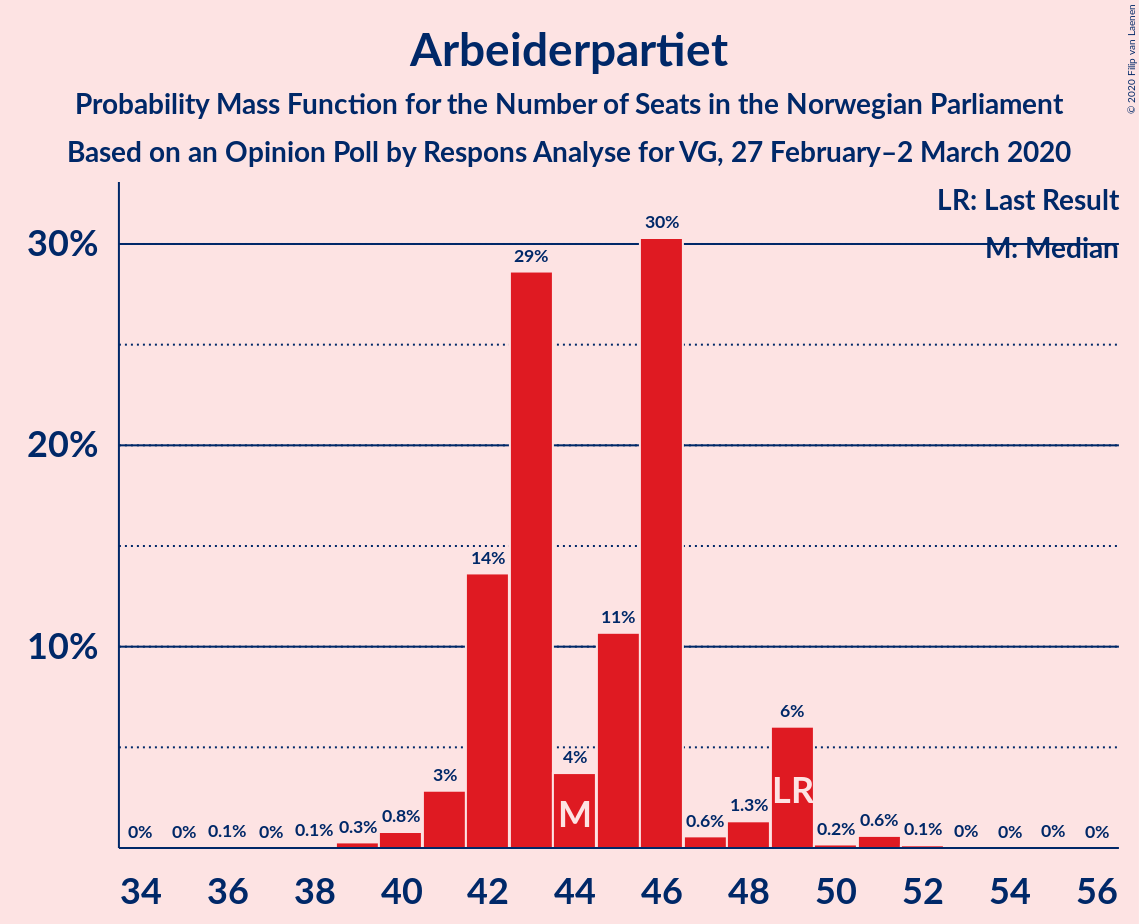 © 2020 Filip van Laenen
Arbeiderpartiet
Probability Mass Function for the Number of Seats in the Norwegian Parliament
Based on an Opinion Poll by Respons Analyse for VG, 27 February–2 March 2020
LR: Last Result
M: Median
30%
20%
10%
0%
0%
0.1%
0%
0.1%
0.3%
0.8%
3%
14%
29%
4%
11%
30%
0.6%
1.3%
6%
0.2%
0.6%
0.1%
0%
0%
0%
0%
M
LR
34 36 38 40 42 44 46 48 50 52 54 56